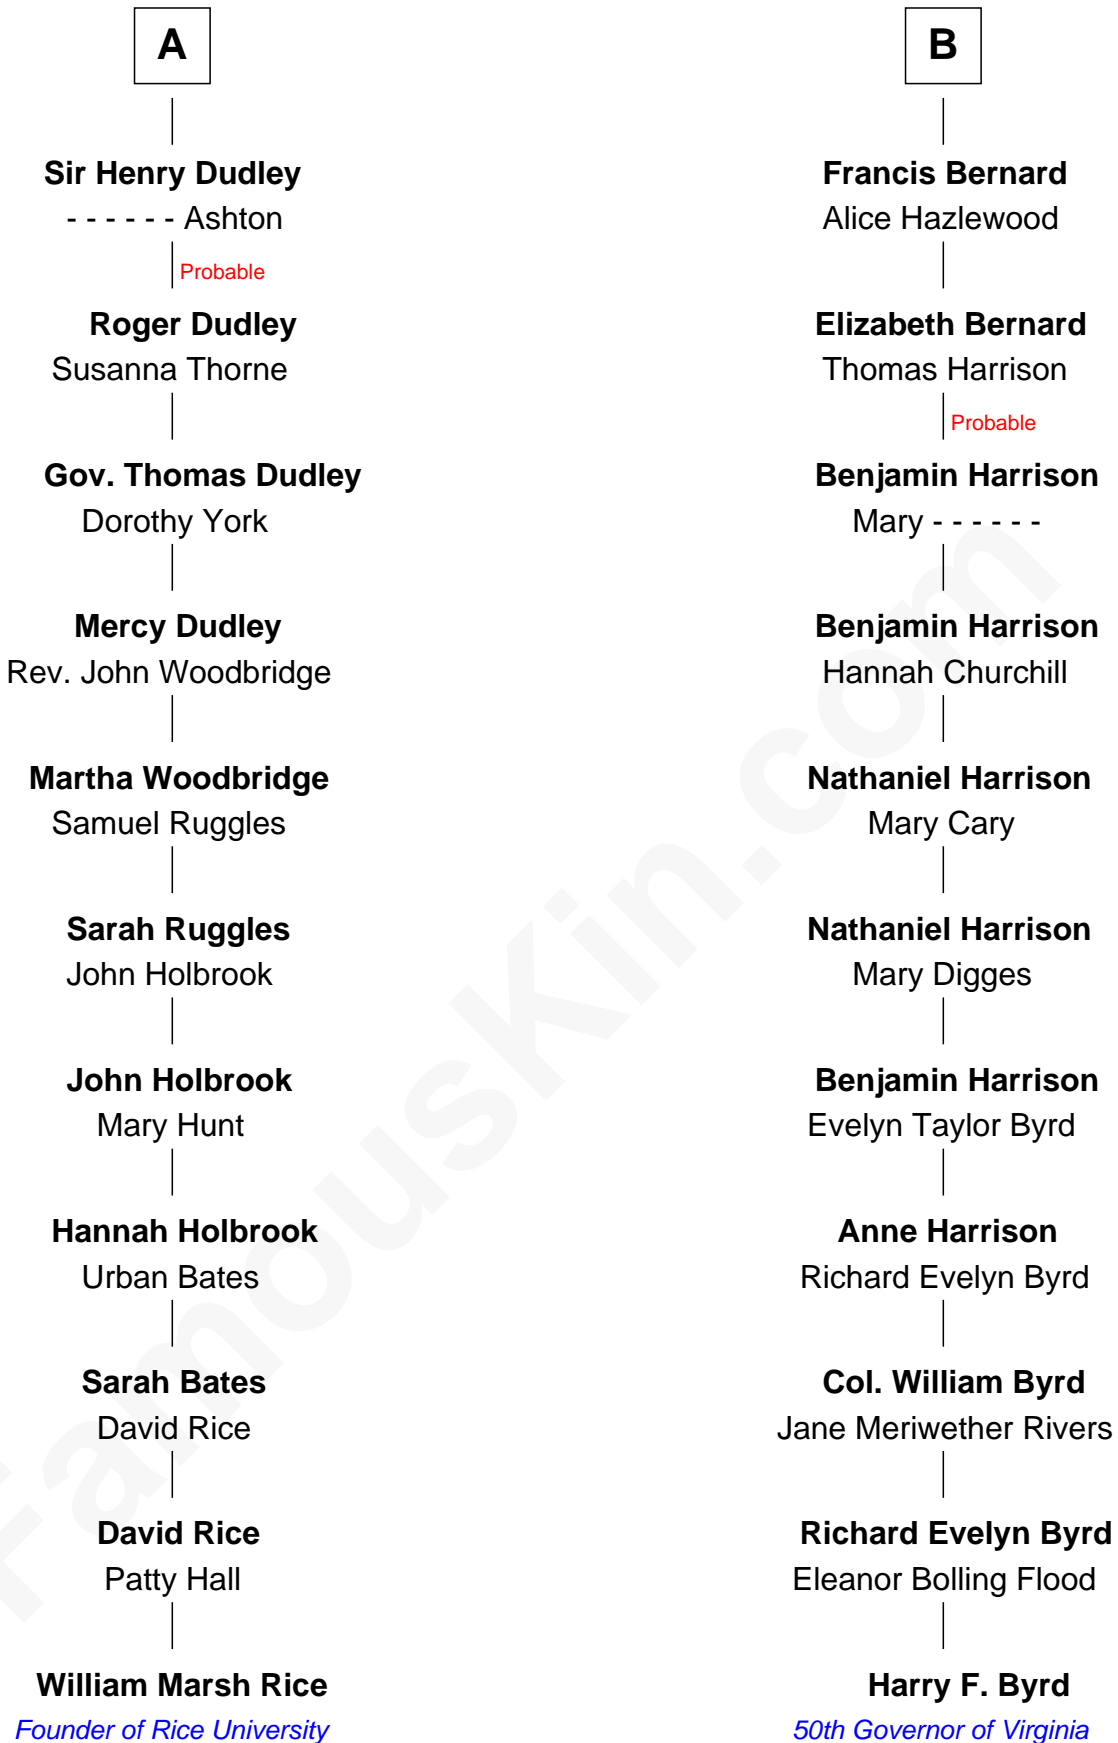 A
Sir Henry Dudley
- - - - - - Ashton
Probable
Roger Dudley
Susanna Thorne
Gov. Thomas Dudley
Dorothy York
Mercy Dudley
Rev. John Woodbridge
Martha Woodbridge
Samuel Ruggles
Sarah Ruggles
John Holbrook
John Holbrook
Mary Hunt
Hannah Holbrook
Urban Bates
Sarah Bates
David Rice
David Rice
Patty Hall
William Marsh Rice
Founder of Rice University
B
Francis Bernard
Alice Hazlewood
Elizabeth Bernard
Thomas Harrison
Probable
Benjamin Harrison
Mary - - - - - -
Benjamin Harrison
Hannah Churchill
Nathaniel Harrison
Mary Cary
Nathaniel Harrison
Mary Digges
Benjamin Harrison
Evelyn Taylor Byrd
Anne Harrison
Richard Evelyn Byrd
Col. William Byrd
Jane Meriwether Rivers
Richard Evelyn Byrd
Eleanor Bolling Flood
Harry F. Byrd
50th Governor of Virginia
FamousKin.com